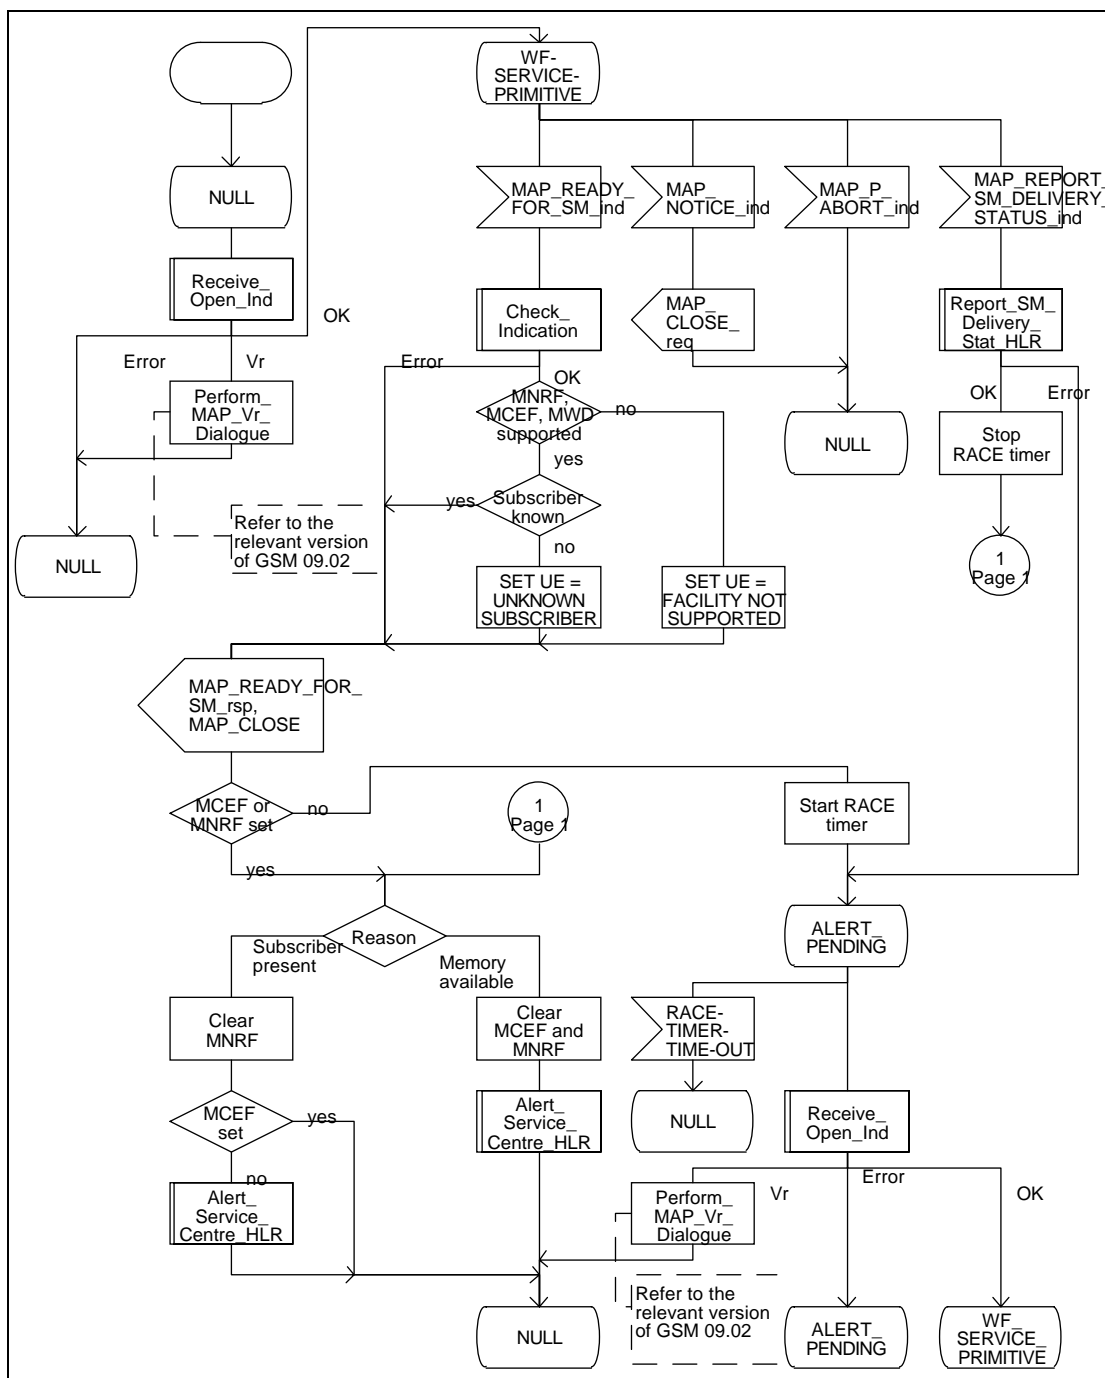 WF-
SERVICE-
PRIMITIVE
NULL
MAP_READY_
FOR_SM_ind
MAP_
NOTICE_ind
MAP_P_
ABORT_ind
MAP_REPORT_
SM_DELIVERY_
STATUS_ind
Receive_
Open_Ind
OK
Error
Vr
Check_
Indication
MAP_
CLOSE_
req
Report_SM_
Delivery_
Stat_HLR
Error
OK
OK
Error
Perform_
MAP_Vr_
Dialogue
MNRF,
MCEF, MWD
supported
no
yes
NULL
Stop
RACE timer
yes
Subscriber
known
no
Refer to the
relevant version
of GSM 09.02
NULL
SET UE =
UNKNOWN
SUBSCRIBER
SET UE =
FACILITY NOT
SUPPORTED
1
Page 1
MAP_READY_FOR_
SM_rsp,
MAP_CLOSE
MCEF or
MNRF set
no
yes
1
Page 1
Start RACE
timer
Reason
Subscriber
present
Memory
available
ALERT_
PENDING
Clear
MNRF
Clear
MCEF and
MNRF
RACE-
TIMER-
TIME-OUT
MCEF
set
yes
no
Alert_
Service_
Centre_HLR
NULL
Receive_
Open_Ind
Vr
Error
OK
Alert_
Service_
Centre_HLR
Perform_
MAP_Vr_
Dialogue
Refer to the
relevant version
of GSM 09.02
NULL
ALERT_
PENDING
WF_
SERVICE_
PRIMITIVE